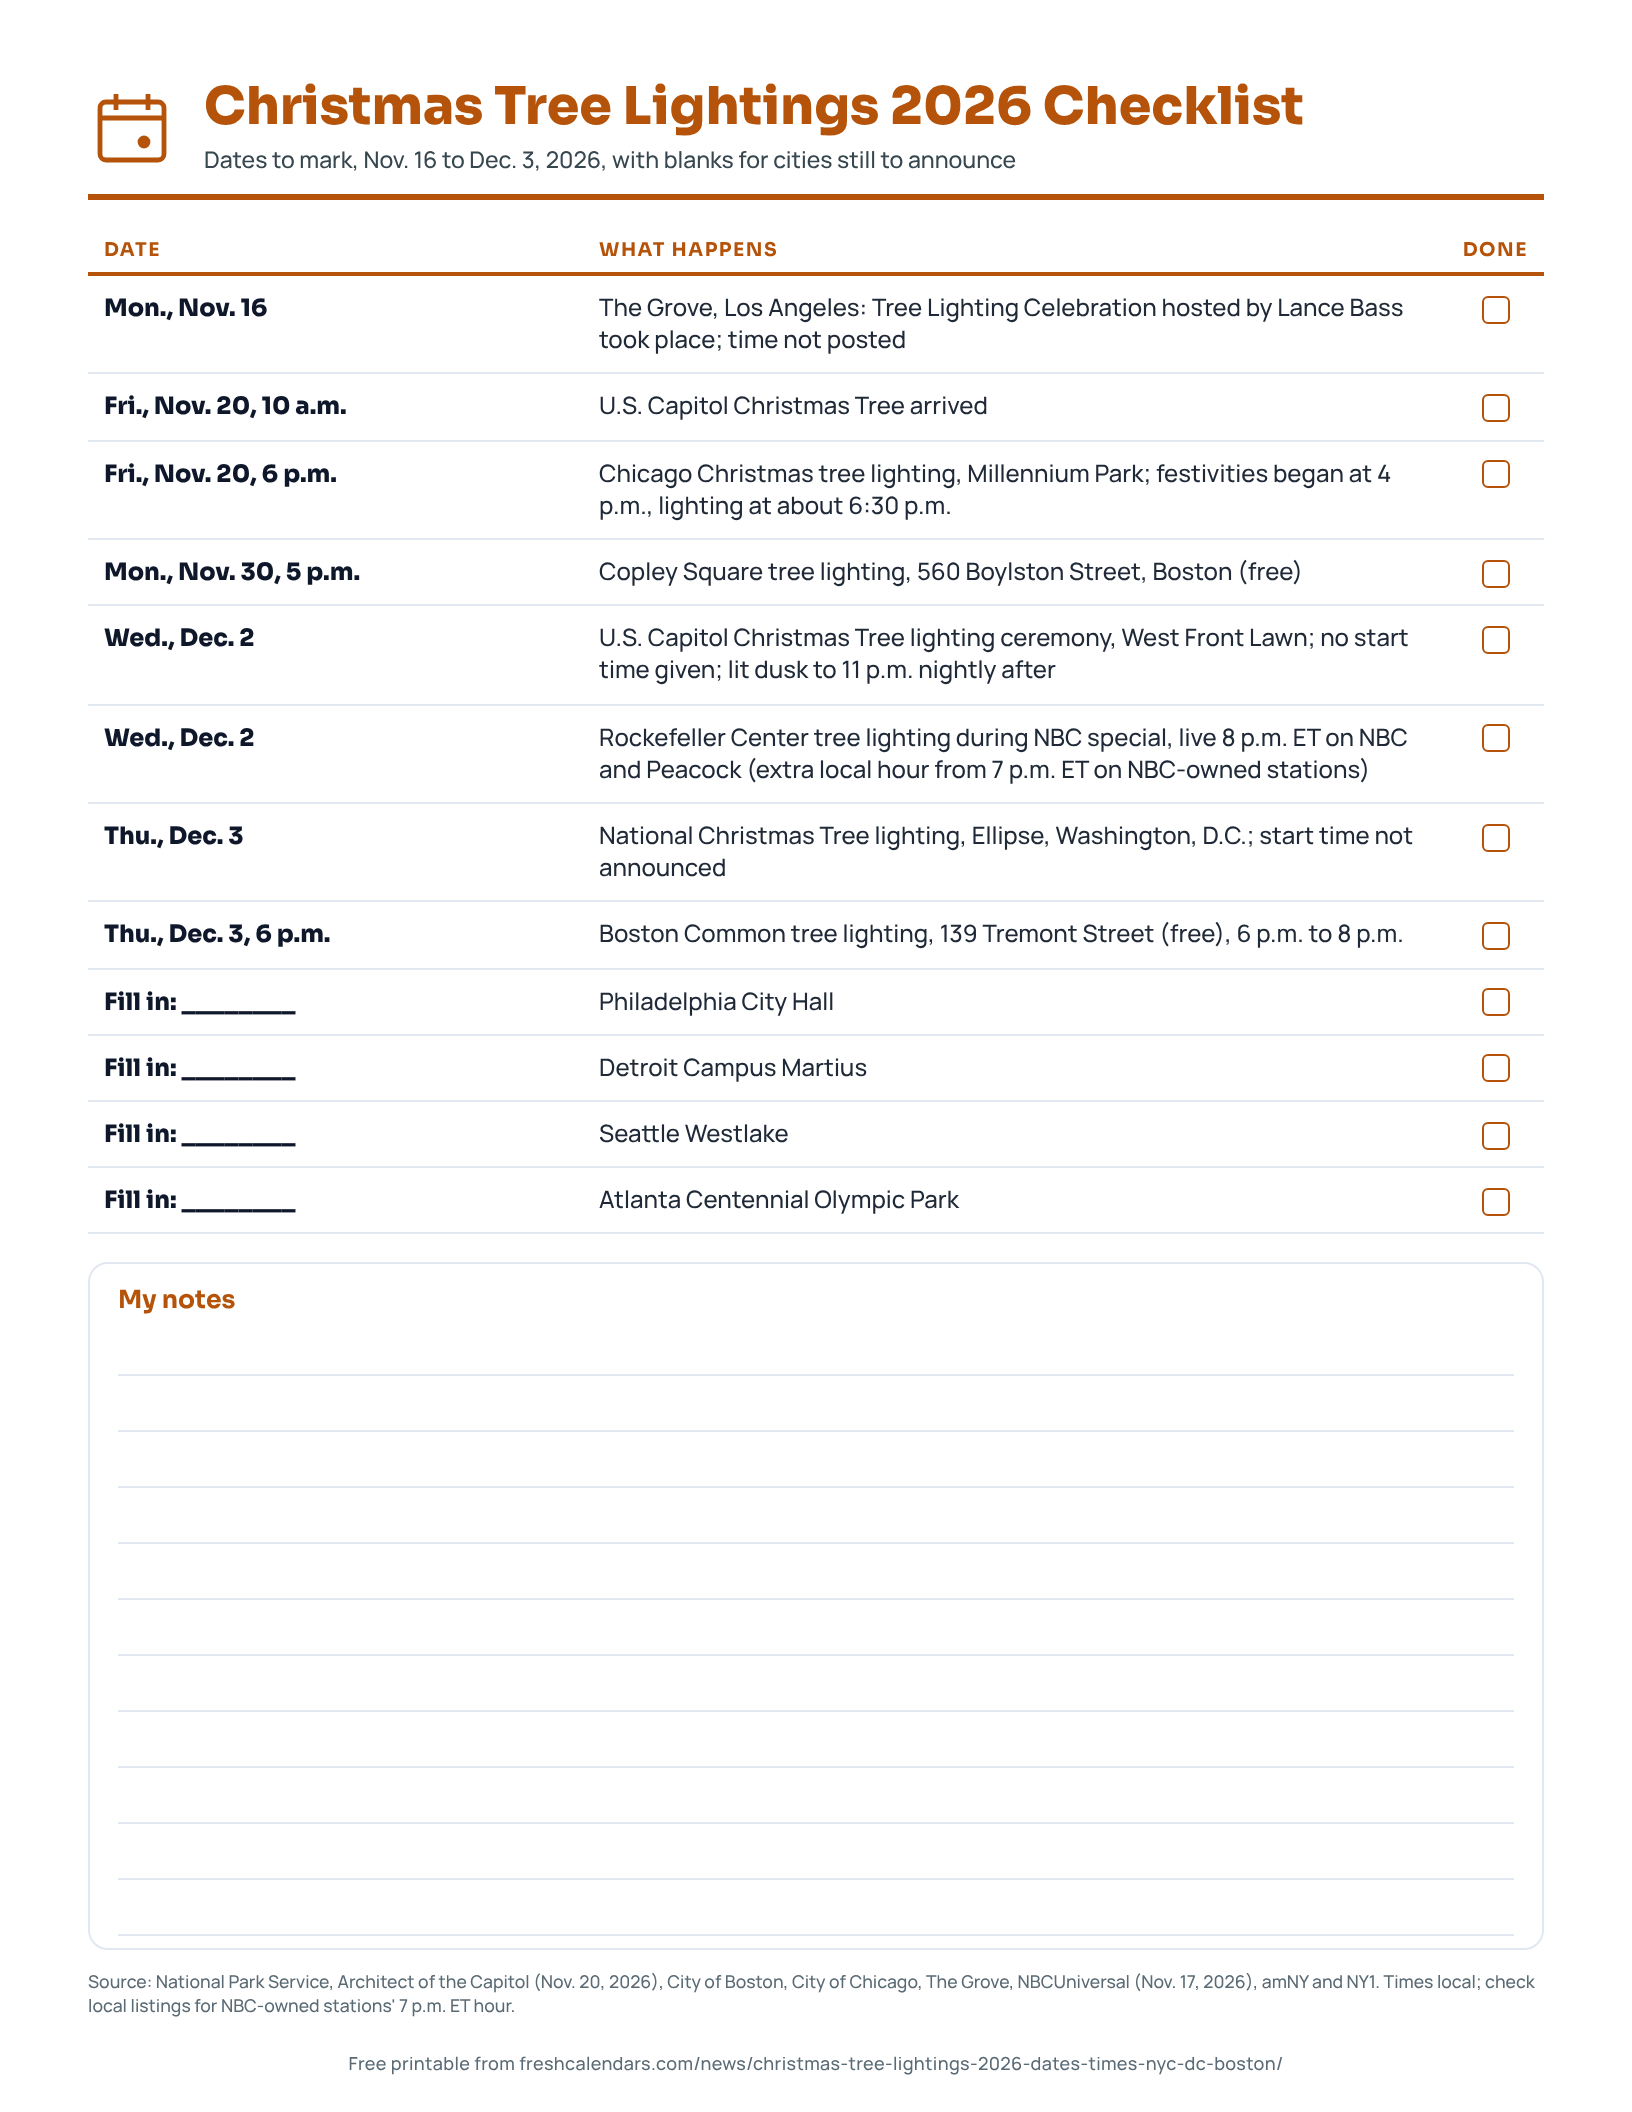 Christmas Tree Lightings 2026 Checklist
Dates to mark, Nov. 16 to Dec. 3, 2026, with blanks for cities still to announce
DATE WHAT HAPPENS DONE
Mon., Nov. 16 The Grove, Los Angeles: Tree Lighting Celebration hosted by Lance Bass
took place; time not posted
Fri., Nov. 20, 10 a.m. U.S. Capitol Christmas Tree arrived
Fri., Nov. 20, 6 p.m. Chicago Christmas tree lighting, Millennium Park; festivities began at 4
p.m., lighting at about 6:30 p.m.
Mon., Nov. 30, 5 p.m. Copley Square tree lighting, 560 Boylston Street, Boston (free)
Wed., Dec. 2 U.S. Capitol Christmas Tree lighting ceremony, West Front Lawn; no start
time given; lit dusk to 11 p.m. nightly after
Wed., Dec. 2 Rockefeller Center tree lighting during NBC special, live 8 p.m. ET on NBC
and Peacock (extra local hour from 7 p.m. ET on NBC-owned stations)
Thu., Dec. 3 National Christmas Tree lighting, Ellipse, Washington, D.C.; start time not
announced
Thu., Dec. 3, 6 p.m. Boston Common tree lighting, 139 Tremont Street (free), 6 p.m. to 8 p.m.
Fill in: ________ Philadelphia City Hall
Fill in: ________ Detroit Campus Martius
Fill in: ________ Seattle Westlake
Fill in: ________ Atlanta Centennial Olympic Park
My notes
Source: National Park Service, Architect of the Capitol (Nov. 20, 2026), City of Boston, City of Chicago, The Grove, NBCUniversal (Nov. 17, 2026), amNY and NY1. Times local; check
local listings for NBC-owned stations' 7 p.m. ET hour.
Free printable from freshcalendars.com/news/christmas-tree-lightings-2026-dates-times-nyc-dc-boston/